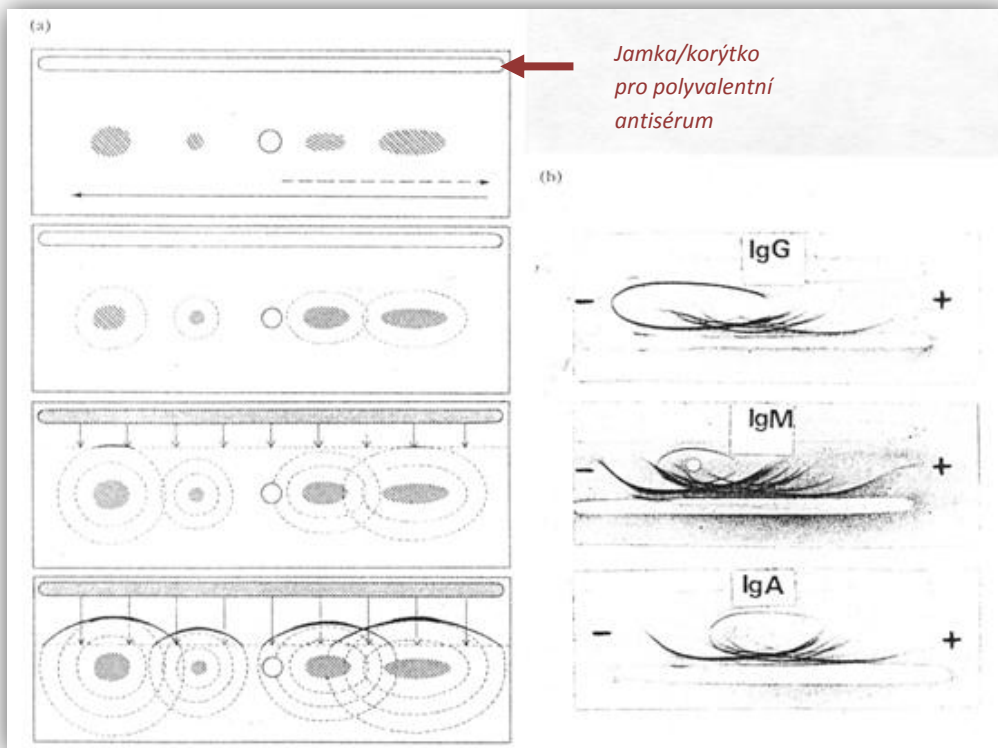 (a)
Jamka/korýtko
pro polyvalentní
antisérum
(b)
IgG
- +
IgM
- +
IgA
- +